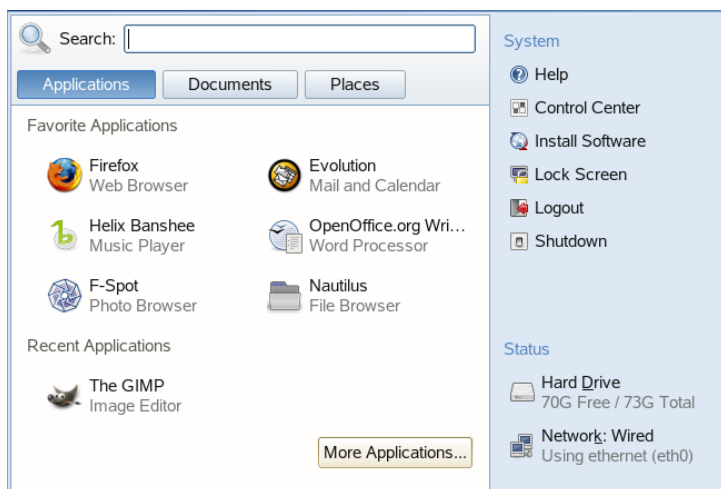 Search:
Applications
Documents
Places
Favorite Applications
Firefox
Web Browser
Evolution
Mail and Calendar
Helix Banshee
Music Player
OpenOffice.org Wri...
Word Processor
F-Spot
Photo Browser
Nautilus
File Browser
Recent Applications
The GIMP
Image Editor
More Applications...
System
Help
Control Center
Install Software
Lock Screen
Logout
Shutdown
Status
Hard Drive
70G Free / 73G Total
Network: Wired
Using ethernet (eth0)